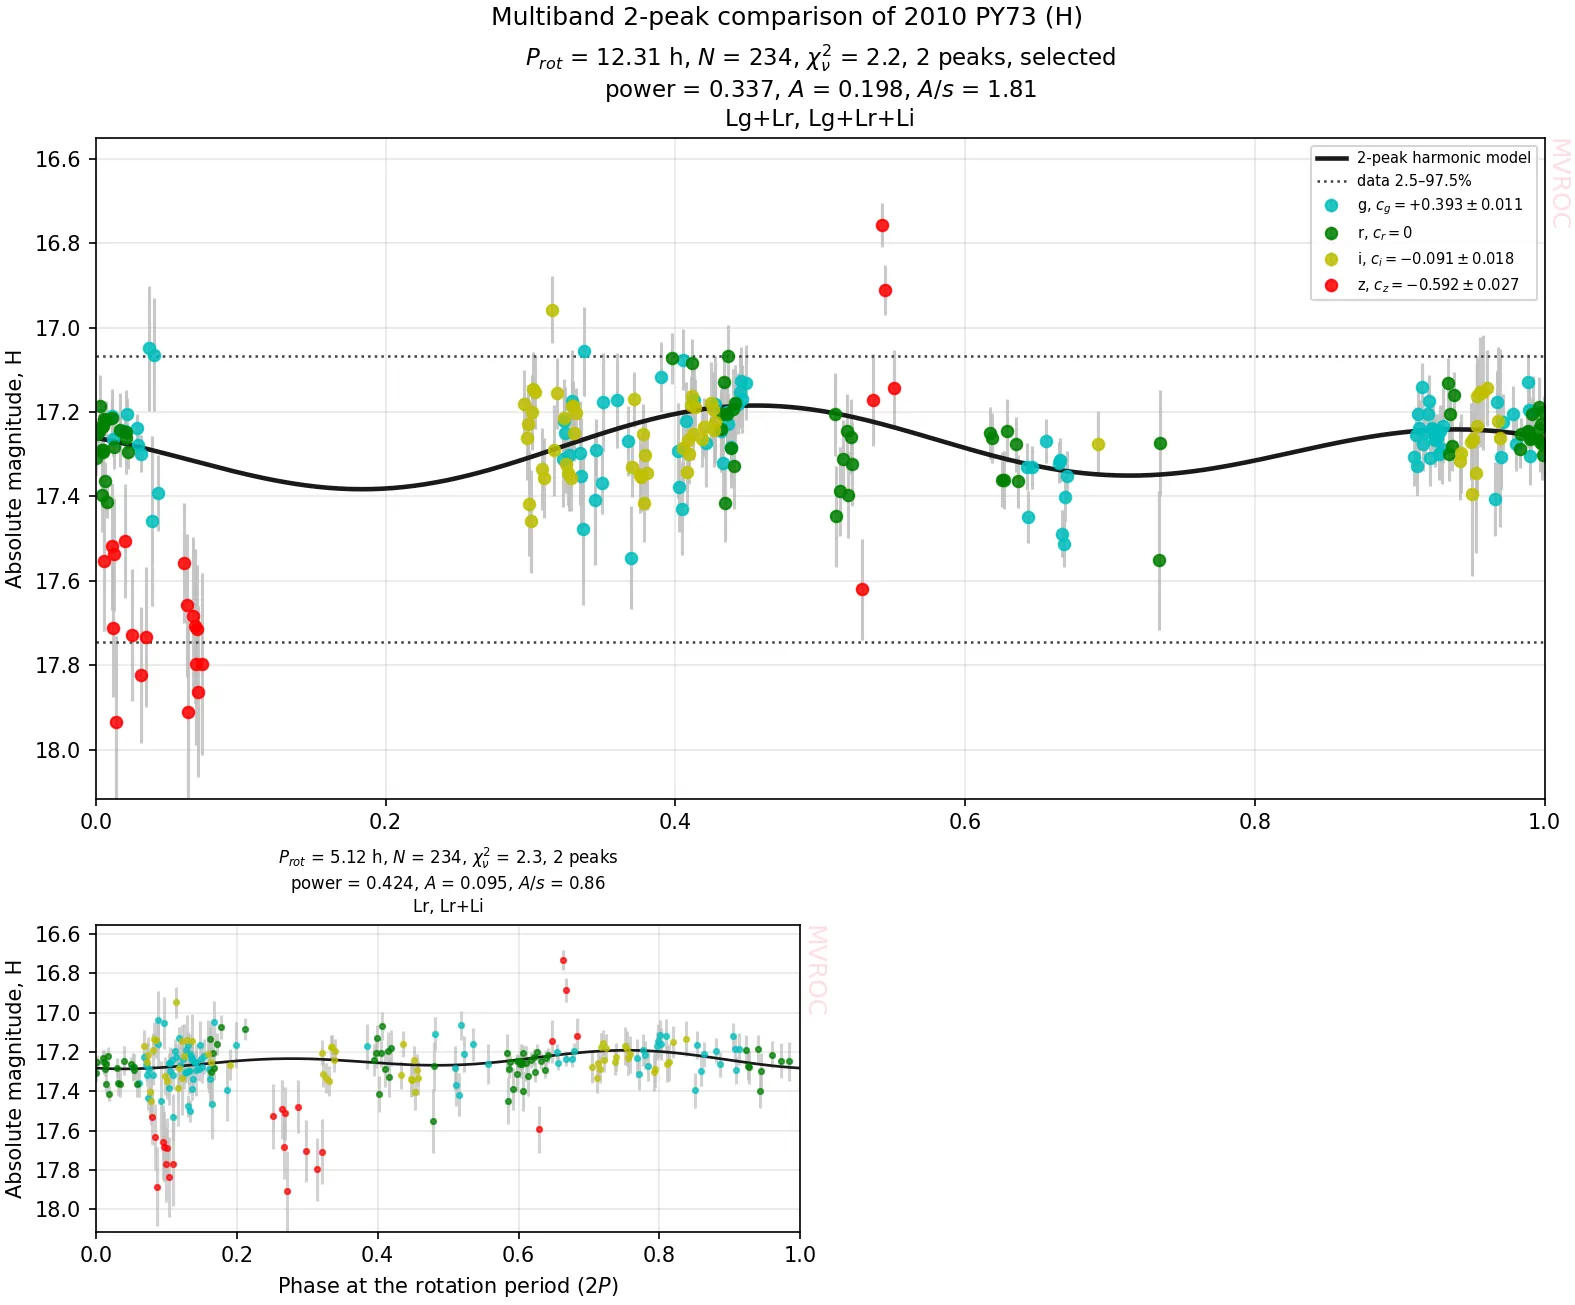 Multiband 2-peak comparison of 2010 PY73 (H)
P_rot = 12.31 h, N = 234, χ²_ν = 2.2, 2 peaks, selected
power = 0.337, A = 0.198, A/s = 1.81
Lg+Lr, Lg+Lr+Li
MVROC
2-peak harmonic model
data 2.5–97.5%
g, c_g = +0.393 ± 0.011
r, c_r = 0
i, c_i = −0.091 ± 0.018
z, c_z = −0.592 ± 0.027
Absolute magnitude, H
16.6
16.8
17.0
17.2
17.4
17.6
17.8
18.0
0.0 0.2 0.4 0.6 0.8 1.0
P_rot = 5.12 h, N = 234, χ²_ν = 2.3, 2 peaks
power = 0.424, A = 0.095, A/s = 0.86
Lr, Lr+Li
MVROC
Absolute magnitude, H
16.6
16.8
17.0
17.2
17.4
17.6
17.8
18.0
0.0 0.2 0.4 0.6 0.8 1.0
Phase at the rotation period (2P)